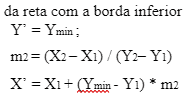 da reta com a borda inferior
Y’ = Ymin ;
m2 = (X2 – X1) / (Y2– Y1)
X’ = X1 + (Ymin - Y1) * m2